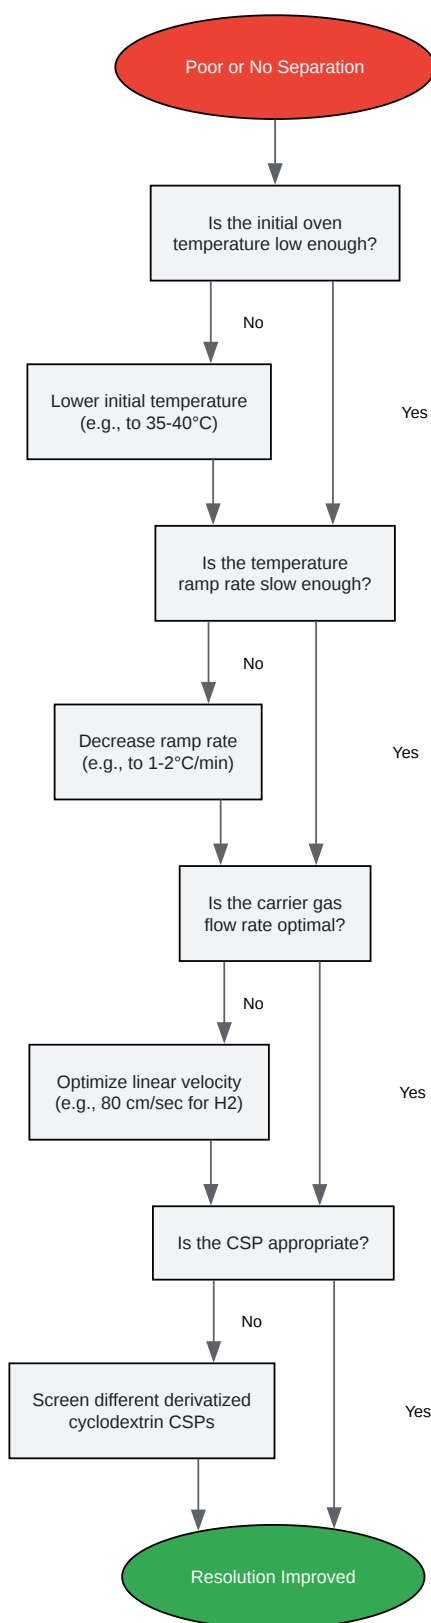 Poor or No Separation
Is the initial oven
temperature low enough?
No
Lower initial temperature
(e.g., to 35-40°C)
Yes
Is the temperature
ramp rate slow enough?
No
Decrease ramp rate
(e.g., to 1-2°C/min)
Yes
Is the carrier gas
flow rate optimal?
No
Optimize linear velocity
(e.g., 80 cm/sec for H2)
Yes
Is the CSP appropriate?
No
Screen different derivatized
cyclodextrin CSPs
Yes
Resolution Improved